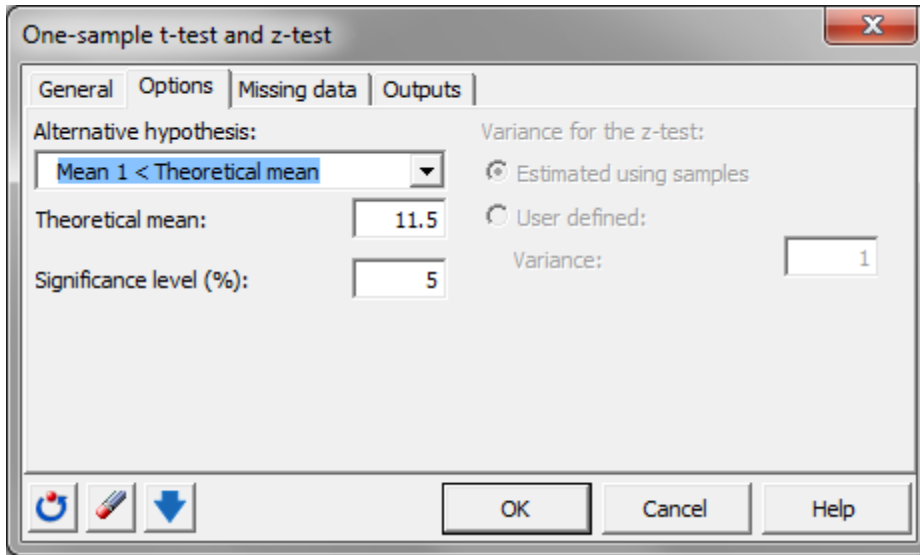 One-sample t-test and z-test
General Options Missing data Outputs
Alternative hypothesis:
Mean 1 < Theoretical mean
Theoretical mean: 11.5
Significance level (%): 5
Variance for the z-test:
Estimated using samples
User defined:
Variance: 1
OK Cancel Help